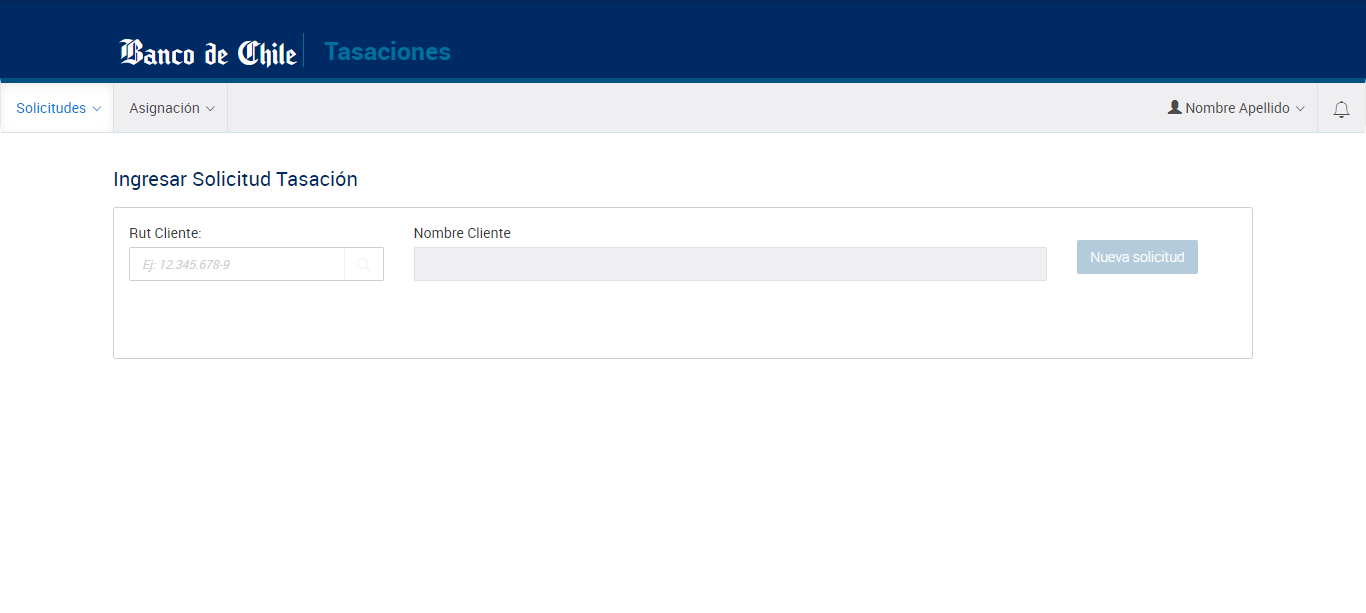 Banco de Chile Tasaciones
Solicitudes Asignación Nombre Apellido
Ingresar Solicitud Tasación
Rut Cliente: Nombre Cliente
Ej: 12.345.678-9 Nueva solicitud